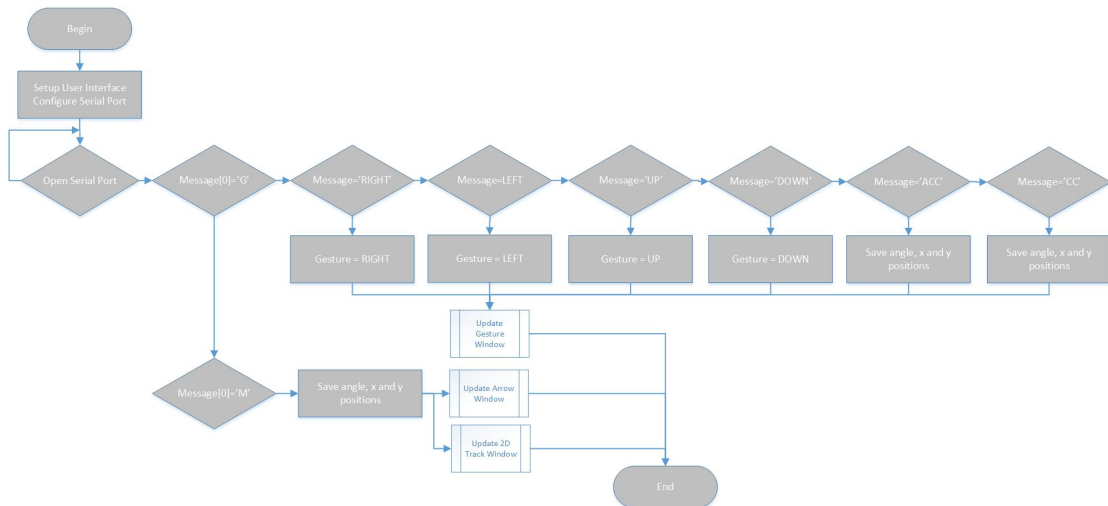 Begin
Setup User Interface
Configure Serial Port
Open Serial Port
Message[0]='G'
Message='RIGHT'
Message=LEFT
Message='UP'
Message='DOWN'
Message='ACC'
Message='CC'
Gesture = RIGHT
Gesture = LEFT
Gesture = UP
Gesture = DOWN
Save angle, x and y
positions
Save angle, x and y
positions
Update
Gesture
Window
Message[0]='M'
Save angle, x and y
positions
Update Arrow
Window
Update 2D
Track Window
End